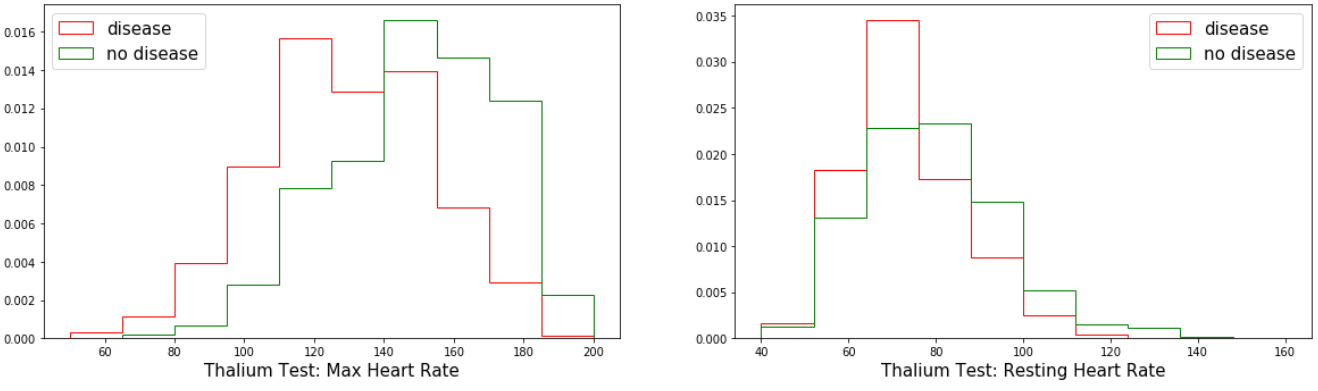 0.016
0.014
0.012
0.010
0.008
0.006
0.004
0.002
0.000
disease
no disease
60 80 100 120 140 160 180 200
Thalium Test: Max Heart Rate
0.035
0.030
0.025
0.020
0.015
0.010
0.005
0.000
disease
no disease
40 60 80 100 120 140 160
Thalium Test: Resting Heart Rate